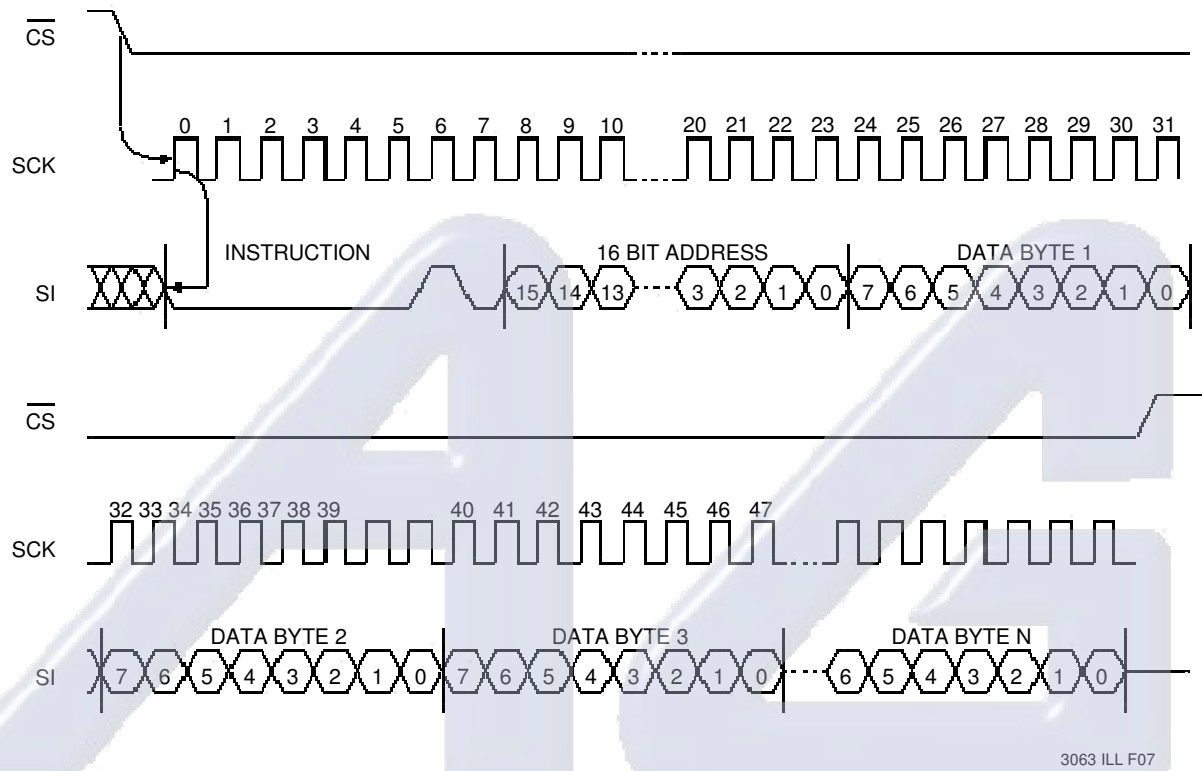 CS
0 1 2 3 4 5 6 7 8 9 10 20 21 22 23 24 25 26 27 28 29 30 31
SCK
INSTRUCTION 16 BIT ADDRESS DATA BYTE 1
SI 15 14 13 3 2 1 0 7 6 5 4 3 2 1 0
CS
32 33 34 35 36 37 38 39 40 41 42 43 44 45 46 47
SCK
DATA BYTE 2 DATA BYTE 3 DATA BYTE N
SI 7 6 5 4 3 2 1 0 7 6 5 4 3 2 1 0 6 5 4 3 2 1 0
3063 ILL F07